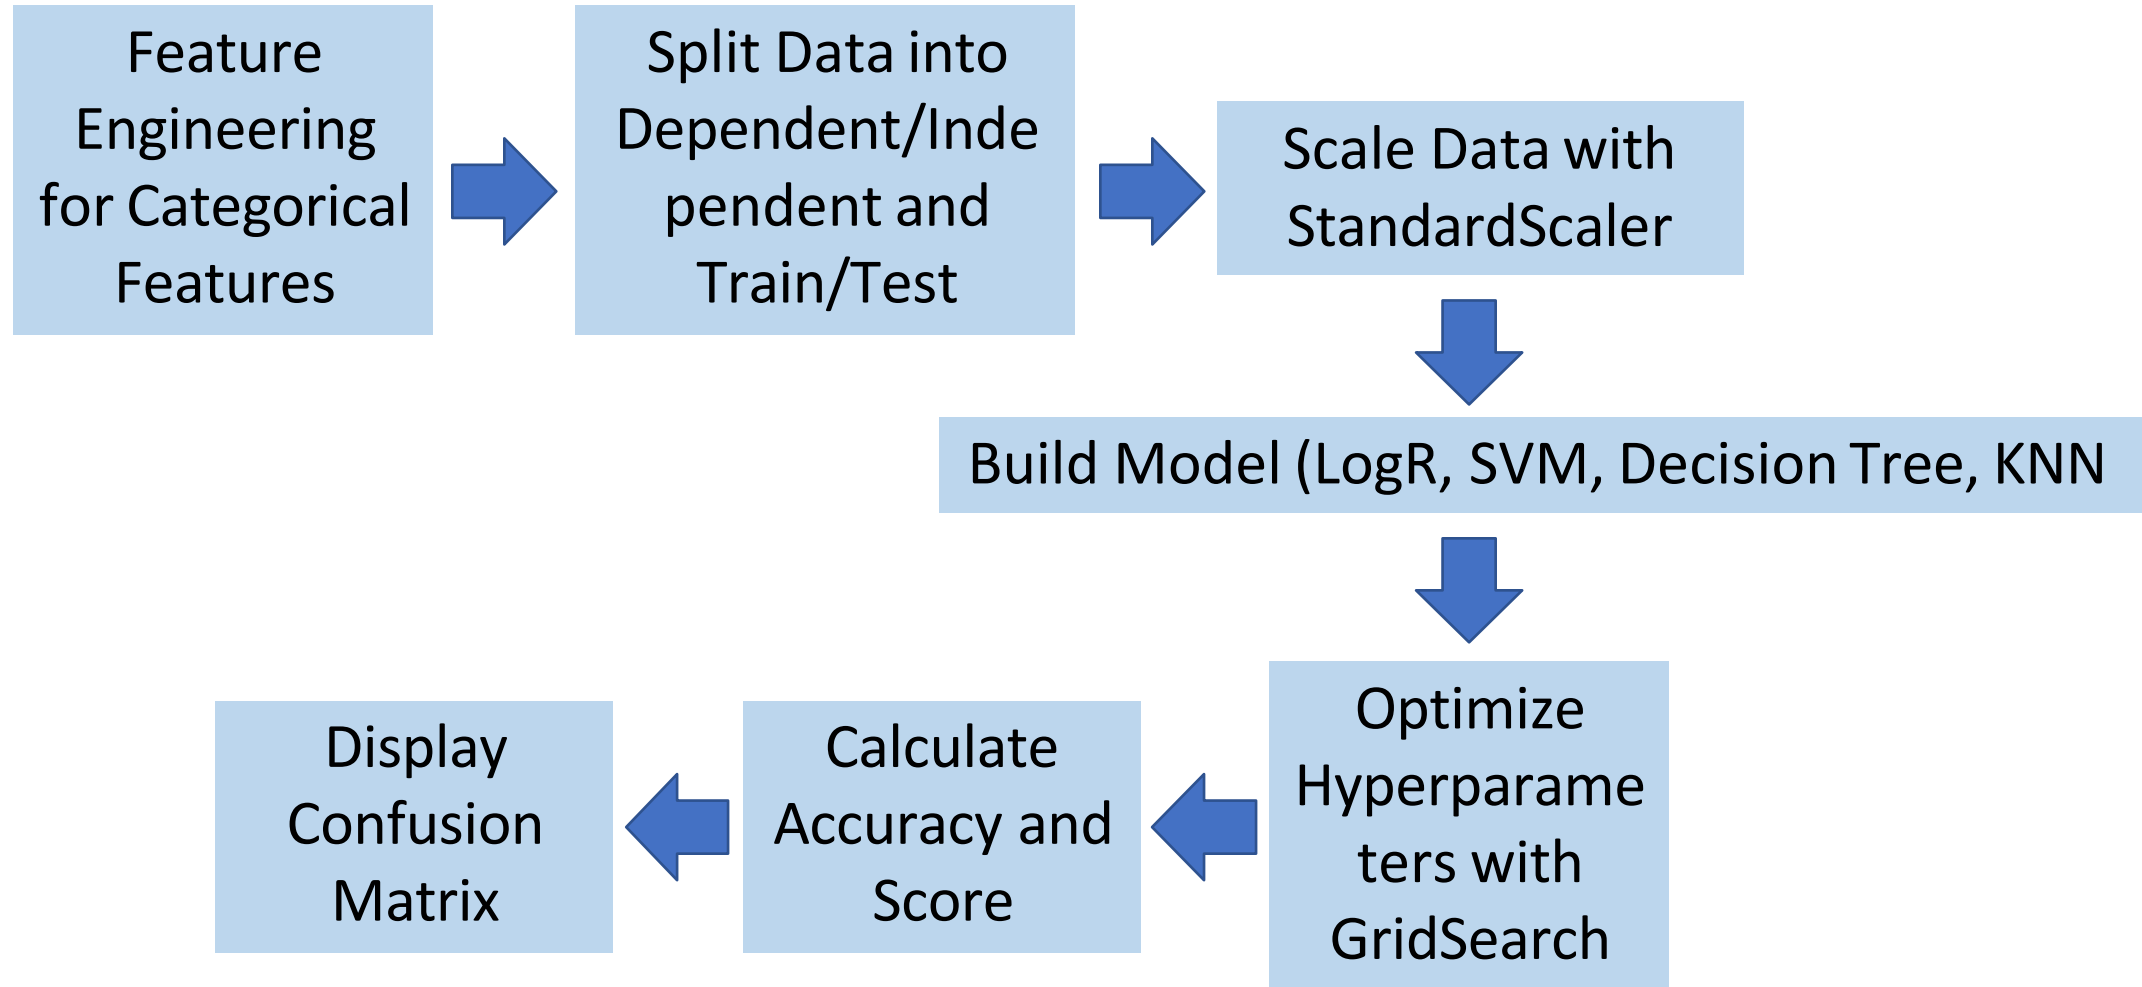 Feature
Engineering
for Categorical
Features
Split Data into
Dependent/Inde
pendent and
Train/Test
Scale Data with
StandardScaler
Build Model (LogR, SVM, Decision Tree, KNN
Optimize
Hyperparame
ters with
GridSearch
Calculate
Accuracy and
Score
Display
Confusion
Matrix